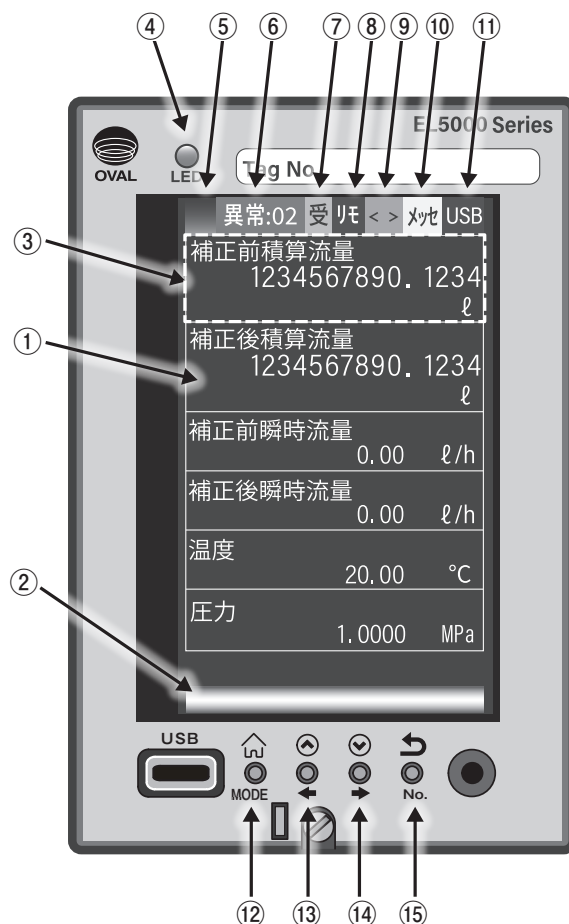 ④ ⑤ ⑥ ⑦ ⑧ ⑨ ⑩ ⑪
EL5000 Series
OVAL
LED
Tag No.
異常:02 受 リモ < > メッセ USB
③
補正前積算流量
1234567890. 1234
ℓ
①
補正後積算流量
1234567890. 1234
ℓ
補正前瞬時流量
0.00 ℓ/h
補正後瞬時流量
0.00 ℓ/h
温度
20.00 °C
②
圧力
1.0000 MPa
USB
MODE
No.
⑫ ⑬ ⑭ ⑮